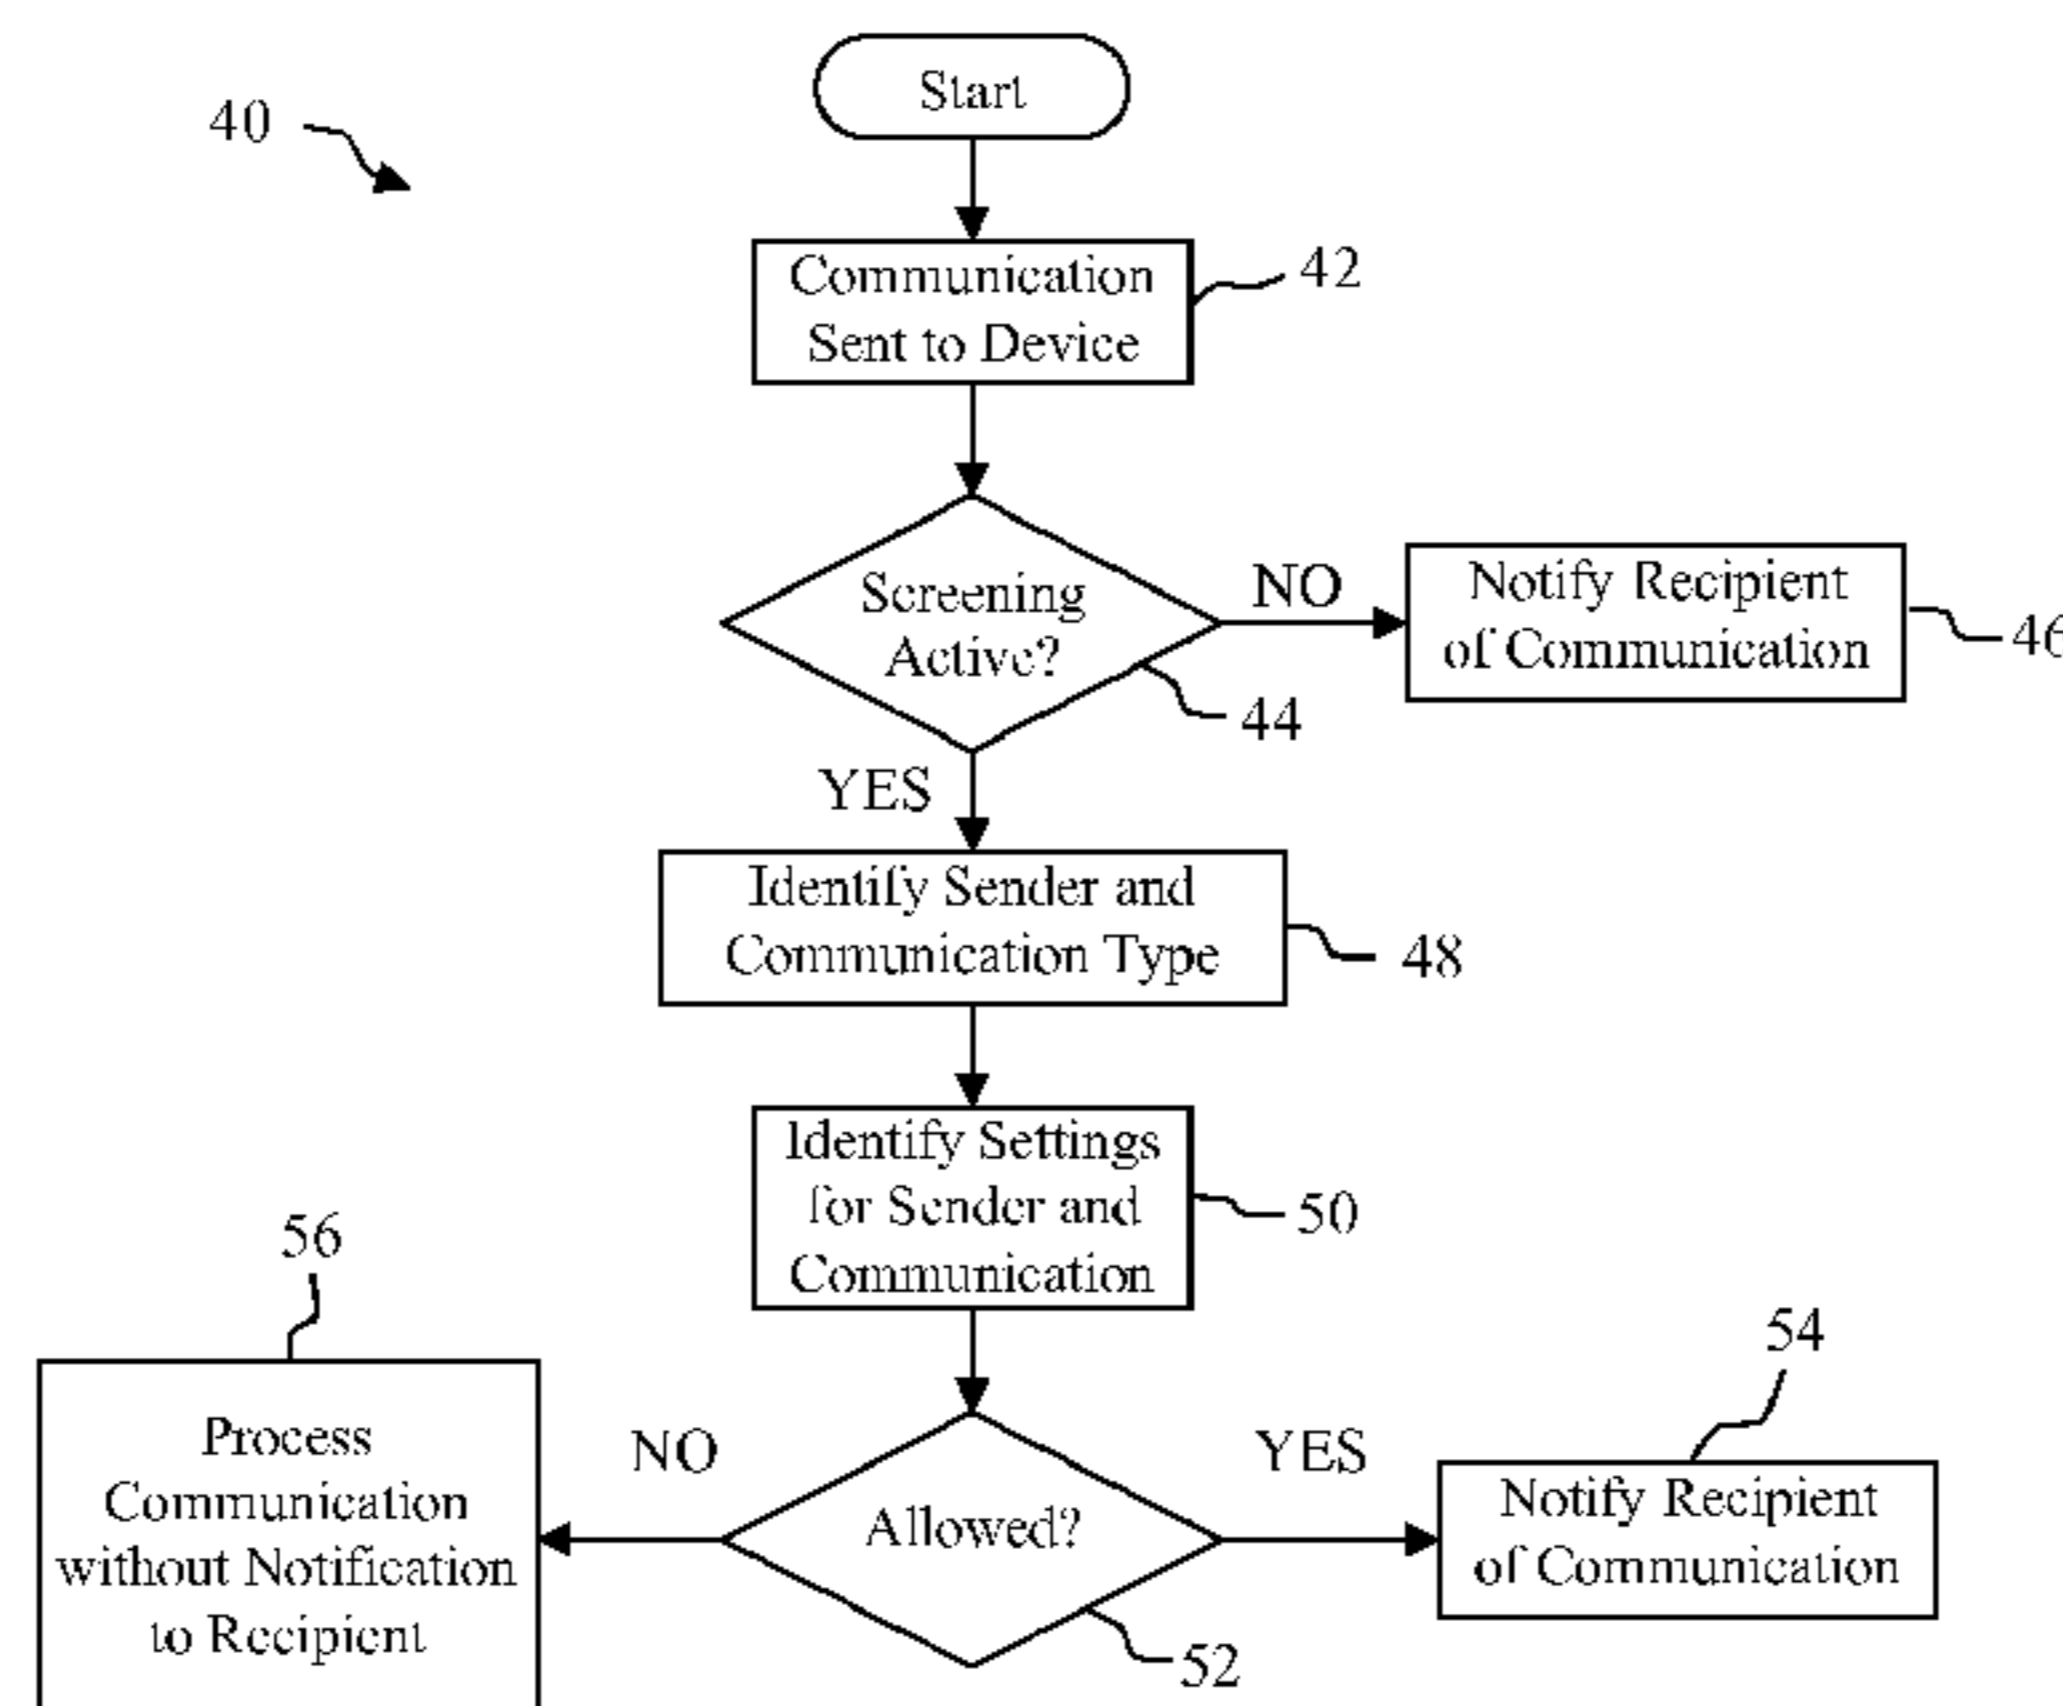 Start
40
Communication
Sent to Device
42
Screening
Active?
NO
Notify Recipient
of Communication
46
44
YES
Identify Sender and
Communication Type
48
Identify Settings
for Sender and
Communication
50
56
54
Process
Communication
without Notification
to Recipient
NO
Allowed?
YES
Notify Recipient
of Communication
52